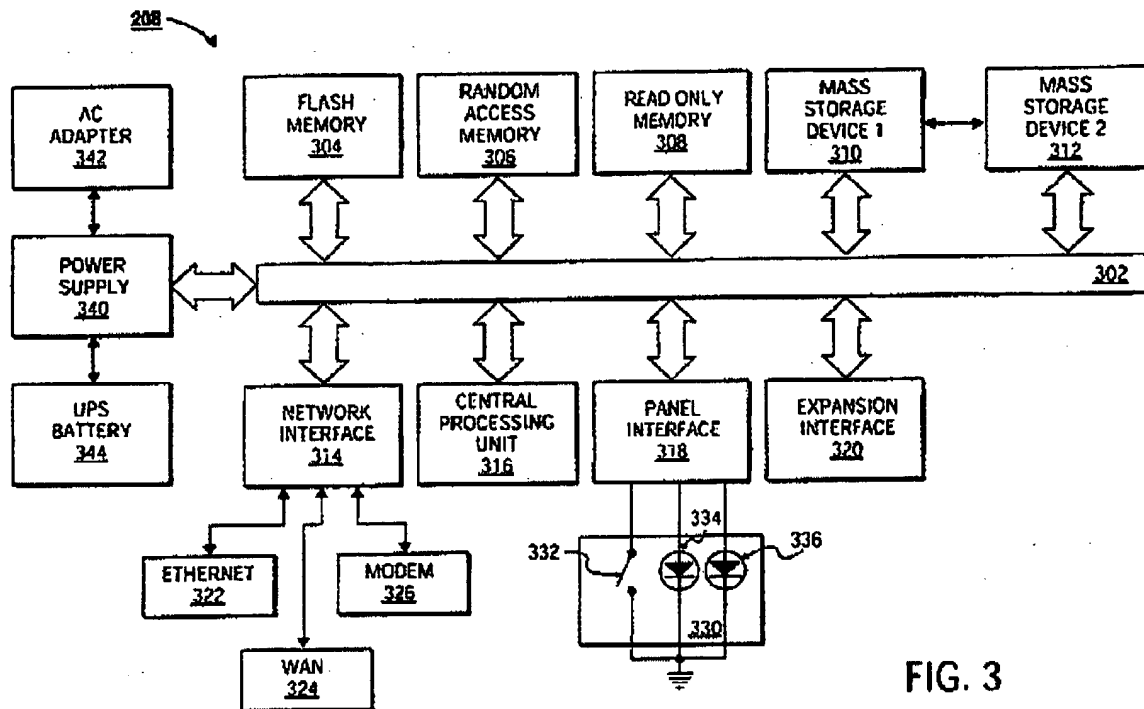 208
AC
ADAPTER
342
FLASH
MEMORY
304
RANDOM
ACCESS
MEMORY
306
READ ONLY
MEMORY
308
MASS
STORAGE
DEVICE 1
310
MASS
STORAGE
DEVICE 2
312
POWER
SUPPLY
340
302
UPS
BATTERY
344
NETWORK
INTERFACE
314
CENTRAL
PROCESSING
UNIT
316
PANEL
INTERFACE
318
EXPANSION
INTERFACE
320
ETHERNET
322
MODEM
326
WAN
324
332
334
336
330
FIG. 3